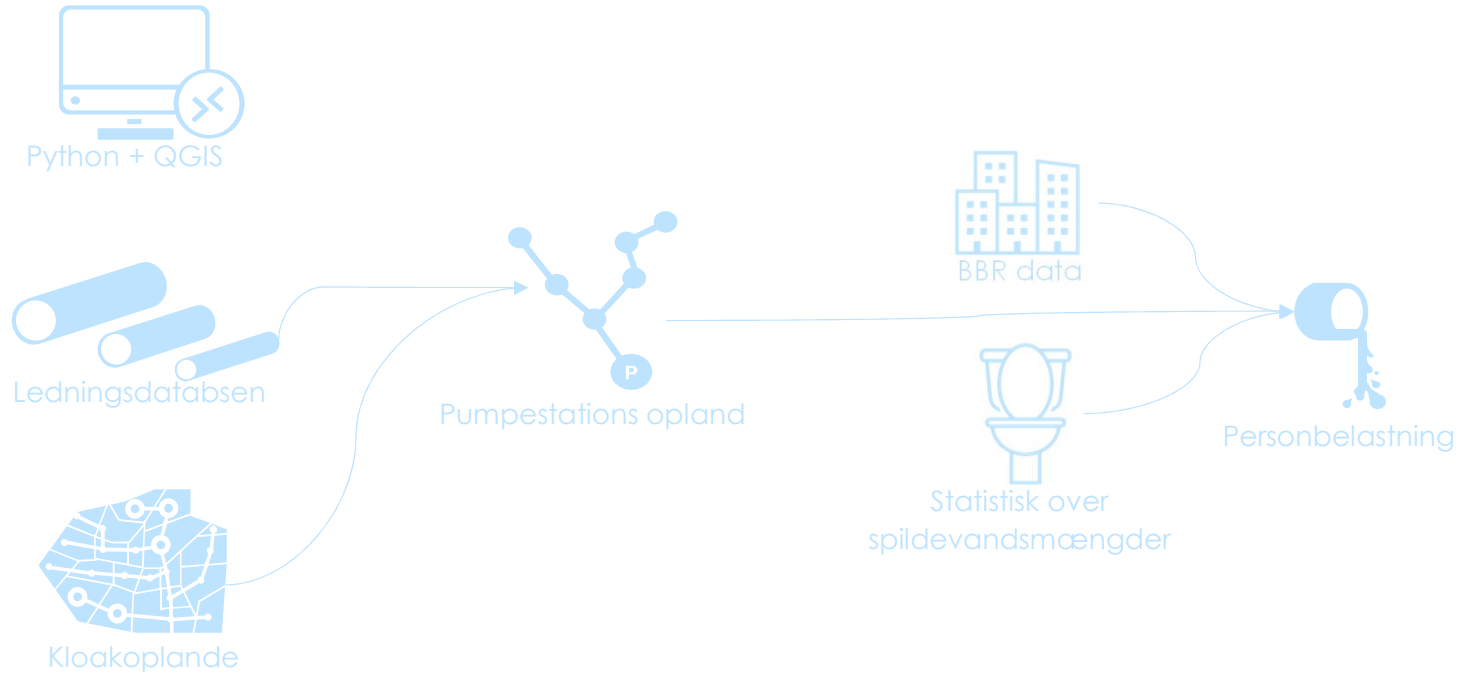 Python + QGIS
Ledningsdatabsen
Kloakoplande
P
Pumpestations opland
BBR data
Statistisk over
spildevandsmængder
Personbelastning